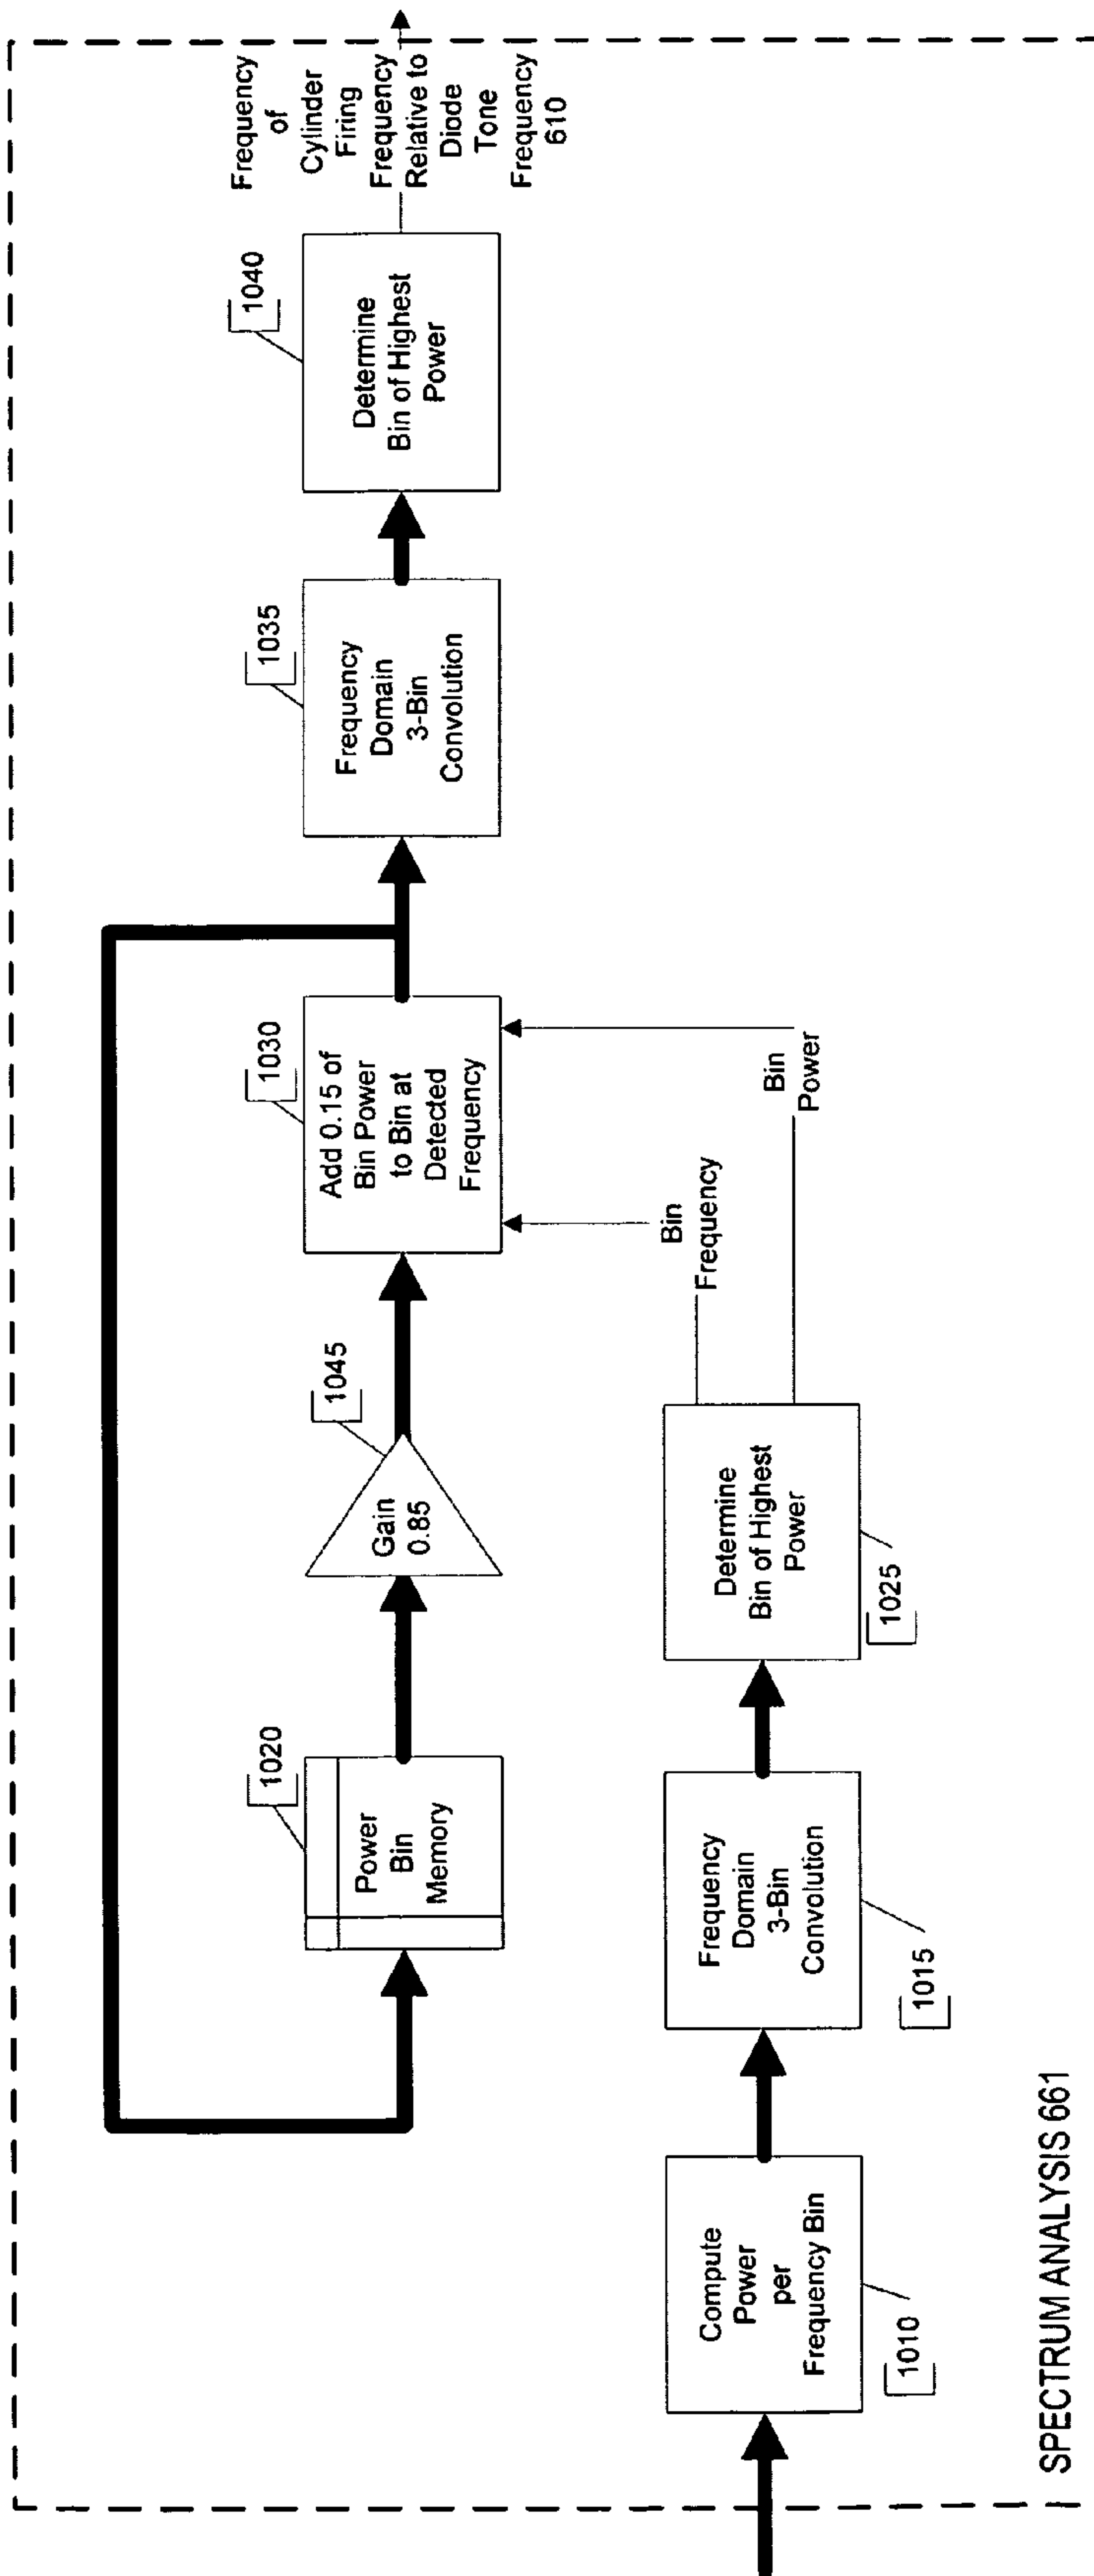 1020
Power
Bin
Memory
1045
Gain
0.85
1030
Add 0.15 of
Bin Power
to Bin at
Detected
Frequency
1035
Frequency
Domain
3-Bin
Convolution
1040
Determine
Bin of Highest
Power
Frequency
of
Cylinder
Firing
Frequency
Relative to
Diode
Tone
Frequency
610
Compute
Power
per
Frequency Bin
1010
Frequency
Domain
3-Bin
Convolution
1015
Determine
Bin of Highest
Power
1025
Bin
Frequency
Bin
Power
SPECTRUM ANALYSIS 661